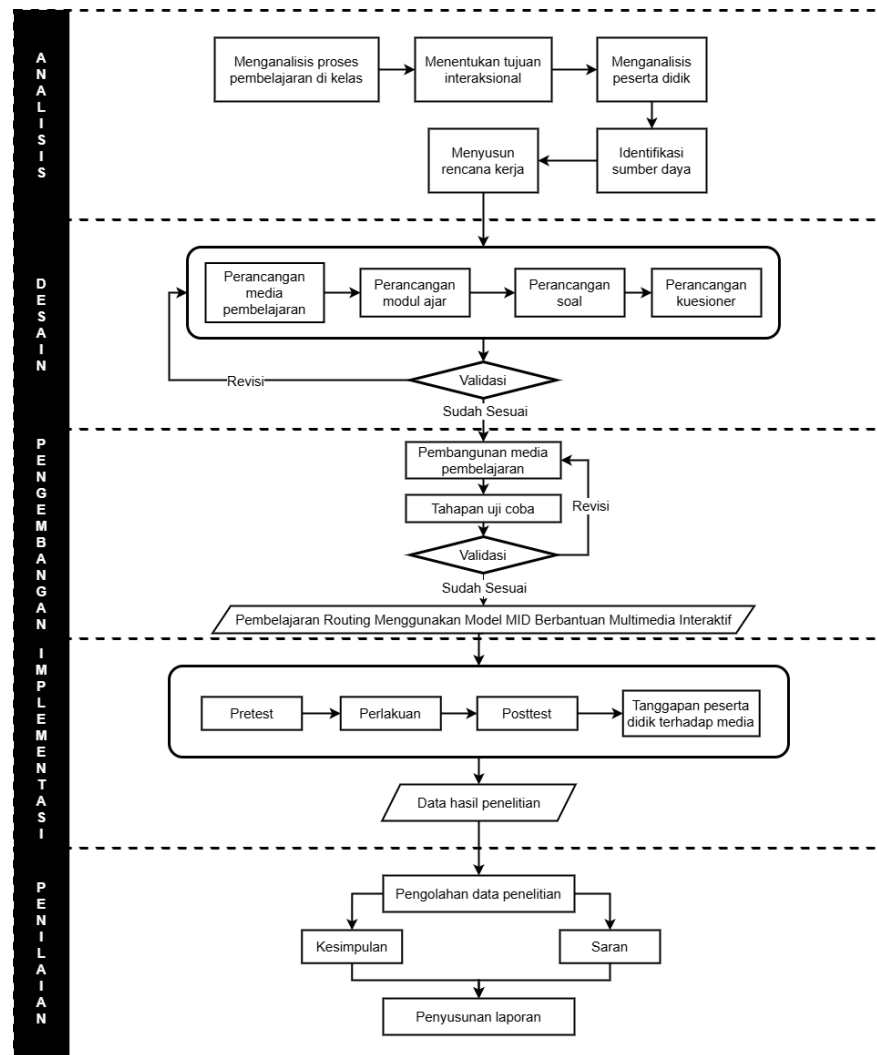 ANALISIS
Menganalisis proses
pembelajaran di kelas
Menentukan tujuan
interaksional
Menganalisis
peserta didik
Menyusun
rencana kerja
Identifikasi
sumber daya
DESAIN
Perancangan
media
pembelajaran
Perancangan
modul ajar
Perancangan
soal
Perancangan
kuesioner
Revisi
Validasi
Sudah Sesuai
PENGEMBANGAN
Pembangunan media
pembelajaran
Tahapan uji coba
Revisi
Validasi
Sudah Sesuai
Pembelajaran Routing Menggunakan Model MID Berbantuan Multimedia Interaktif
IMPLEMENTASI
Pretest
Perlakuan
Posttest
Tanggapan peserta
didik terhadap media
Data hasil penelitian
PENILAIAN
Pengolahan data penelitian
Kesimpulan
Saran
Penyusunan laporan